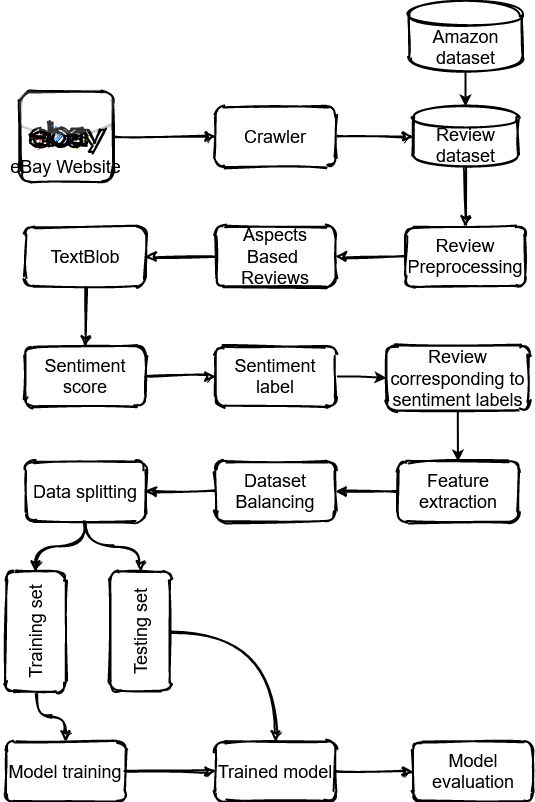 Amazon
dataset
ebay
eBay Website
Crawler
Review
dataset
TextBlob
Aspects
Based
Reviews
Review
Preprocessing
Sentiment
score
Sentiment
label
Review
corresponding to
sentiment labels
Data splitting
Dataset
Balancing
Feature
extraction
Training set
Testing set
Model training
Trained model
Model
evaluation